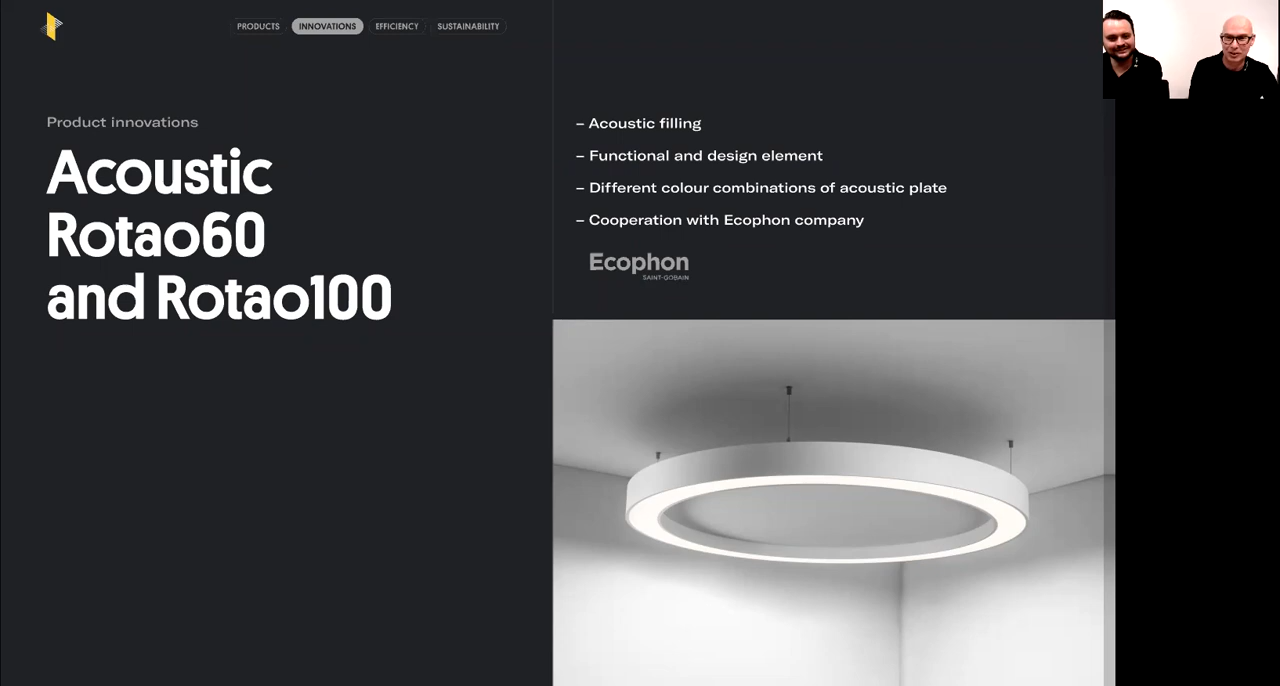 PRODUCTS INNOVATIONS EFFICIENCY SUSTAINABILITY
Product innovations
Acoustic
Rotao60
and Rotao100
– Acoustic filling
– Functional and design element
– Different colour combinations of acoustic plate
– Cooperation with Ecophon company
Ecophon
SAINT-GOBAIN